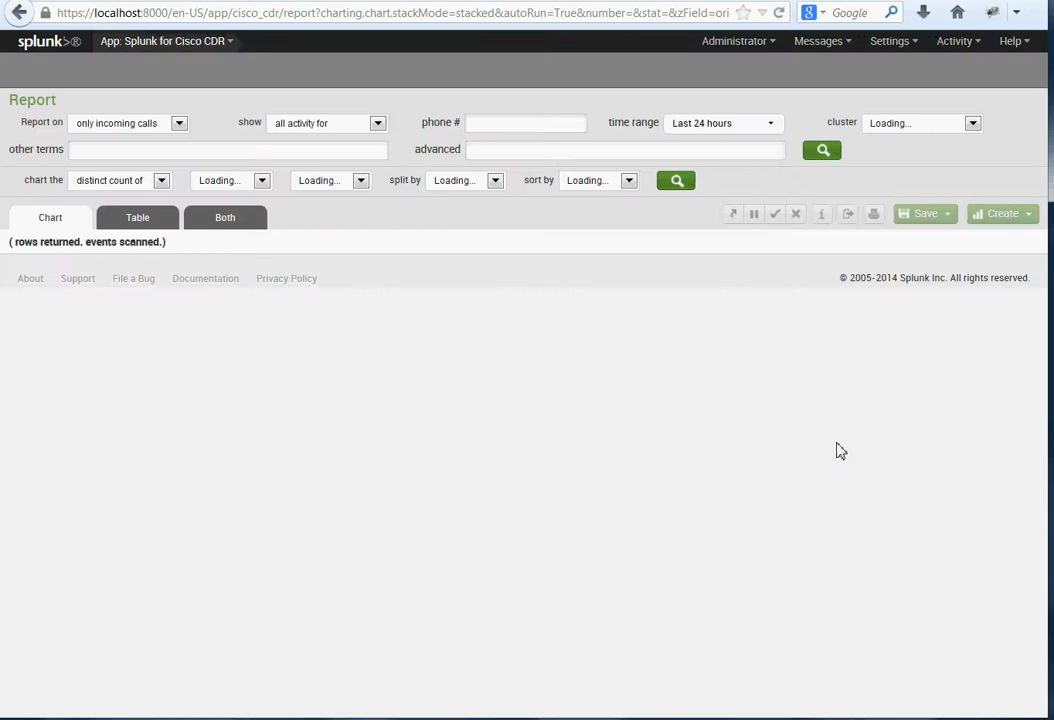 https://localhost:8000/en-US/app/cisco_cdr/report?charting.chart.stackMode=stacked&autoRun=True&number=&stat=&zField=ori
Google
splunk>® App: Splunk for Cisco CDR Administrator Messages Settings Activity Help
Report
Report on only incoming calls show all activity for phone # time range Last 24 hours cluster Loading...
other terms advanced
chart the distinct count of Loading... Loading... split by Loading... sort by Loading...
Chart Table Both Save Create
( rows returned. events scanned.)
About Support File a Bug Documentation Privacy Policy © 2005-2014 Splunk Inc. All rights reserved.